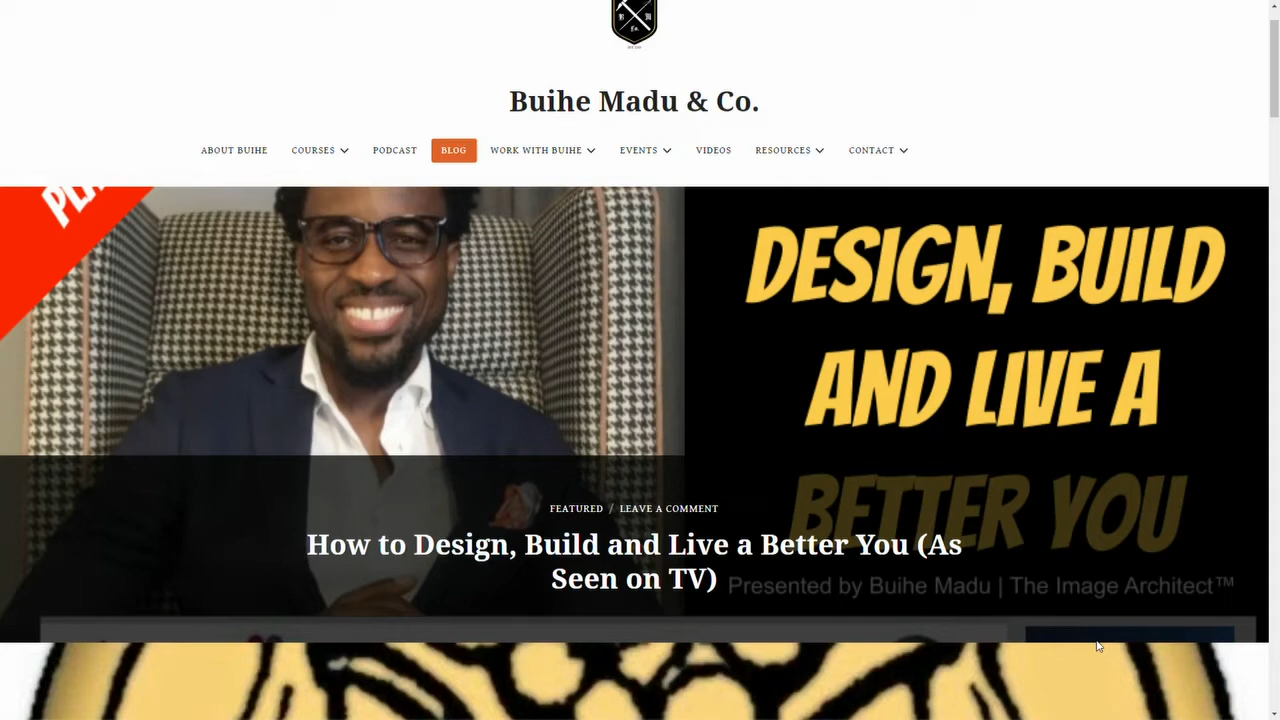 B M
Co.
Buihe Madu & Co.
ABOUT BUIHE COURSES PODCAST BLOG WORK WITH BUIHE EVENTS VIDEOS RESOURCES CONTACT
DESIGN, BUILD
AND LIVE A
BETTER YOU
FEATURED / LEAVE A COMMENT
How to Design, Build and Live a Better You (As
Seen on TV)
Presented by Buihe Madu | The Image Architect™